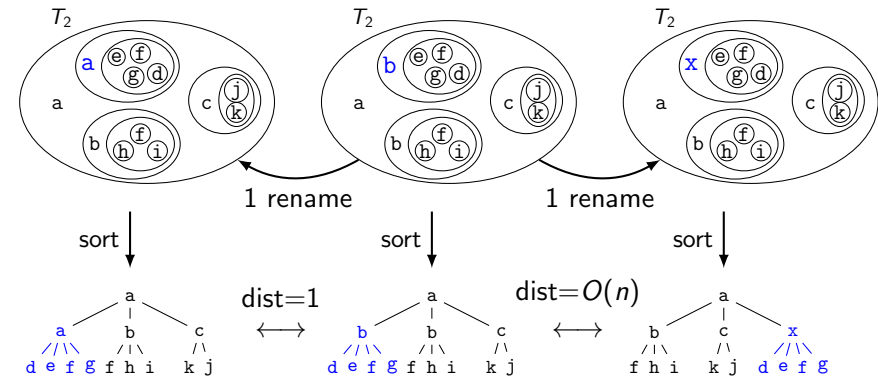 T2 T2 T2
a e f g d a c j k b f h i
b e f g d a c j k b f h i
x e f g d a c j k b f h i
1 rename 1 rename
sort sort sort
dist=1 dist=O(n)
a a a
a b c b b c b c x
d e f g f h i k j d e f g f h i k j f h i k j d e f g